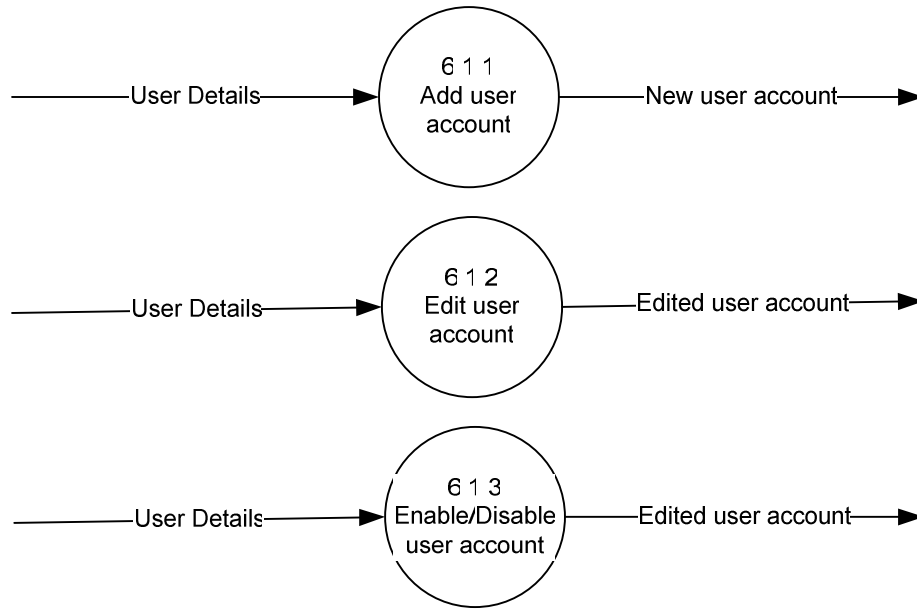 6 1 1
User Details
Add user
account
New user account
6 1 2
User Details
Edit user
account
Edited user account
6 1 3
User Details
Enable/Disable
user account
Edited user account